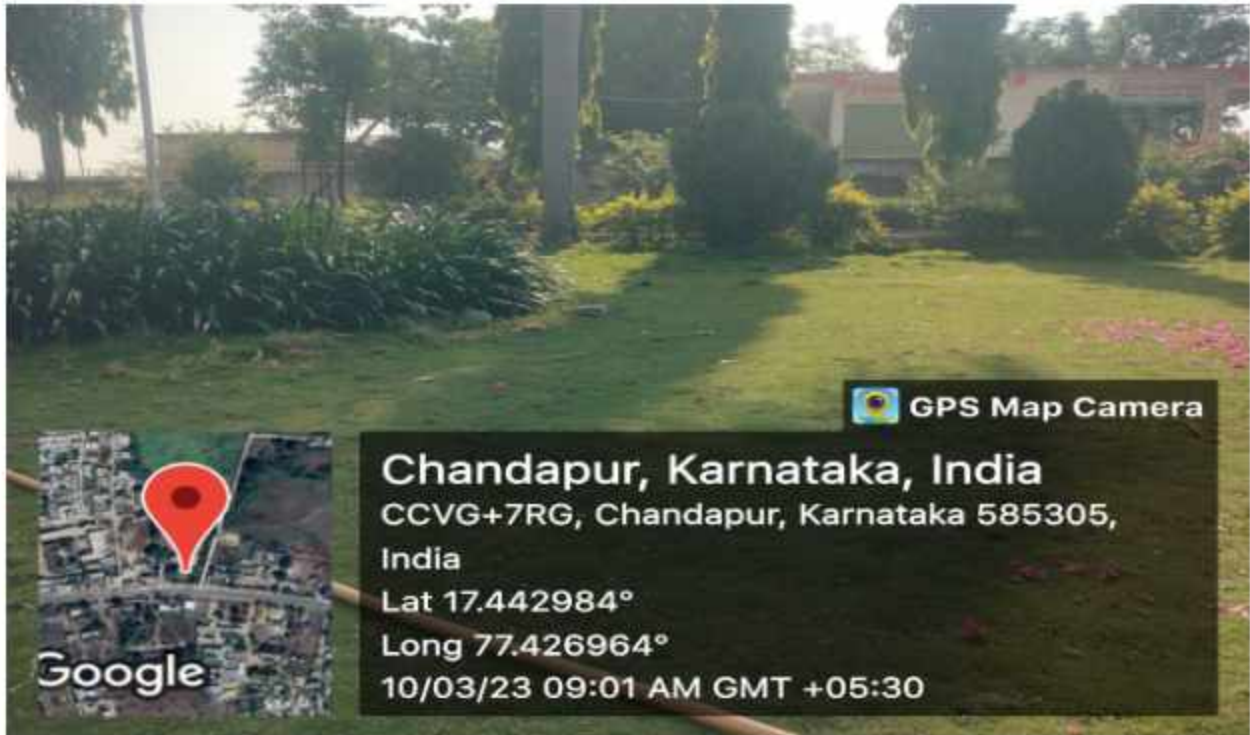 GPS Map Camera
Chandapur, Karnataka, India
CCVG+7RG, Chandapur, Karnataka 585305,
India
Lat 17.442984°
Long 77.426964°
10/03/23 09:01 AM GMT +05:30
Google